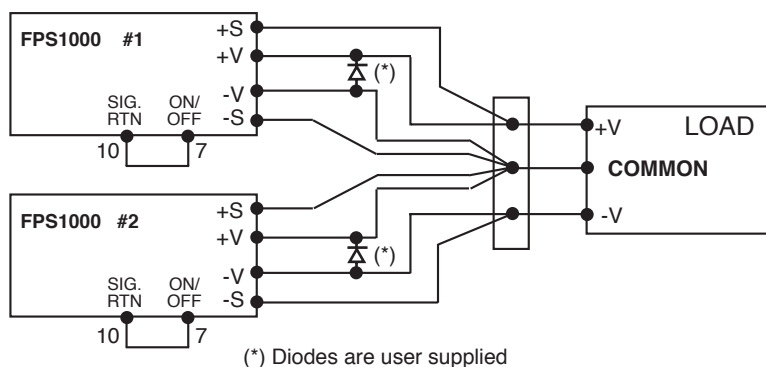 FPS1000 #1
+S
+V
-V
-S
SIG. RTN
ON/ OFF
10
7
(*)
+V
LOAD
COMMON
-V
FPS1000 #2
+S
+V
-V
-S
SIG. RTN
ON/ OFF
10
7
(*)
(*) Diodes are user supplied